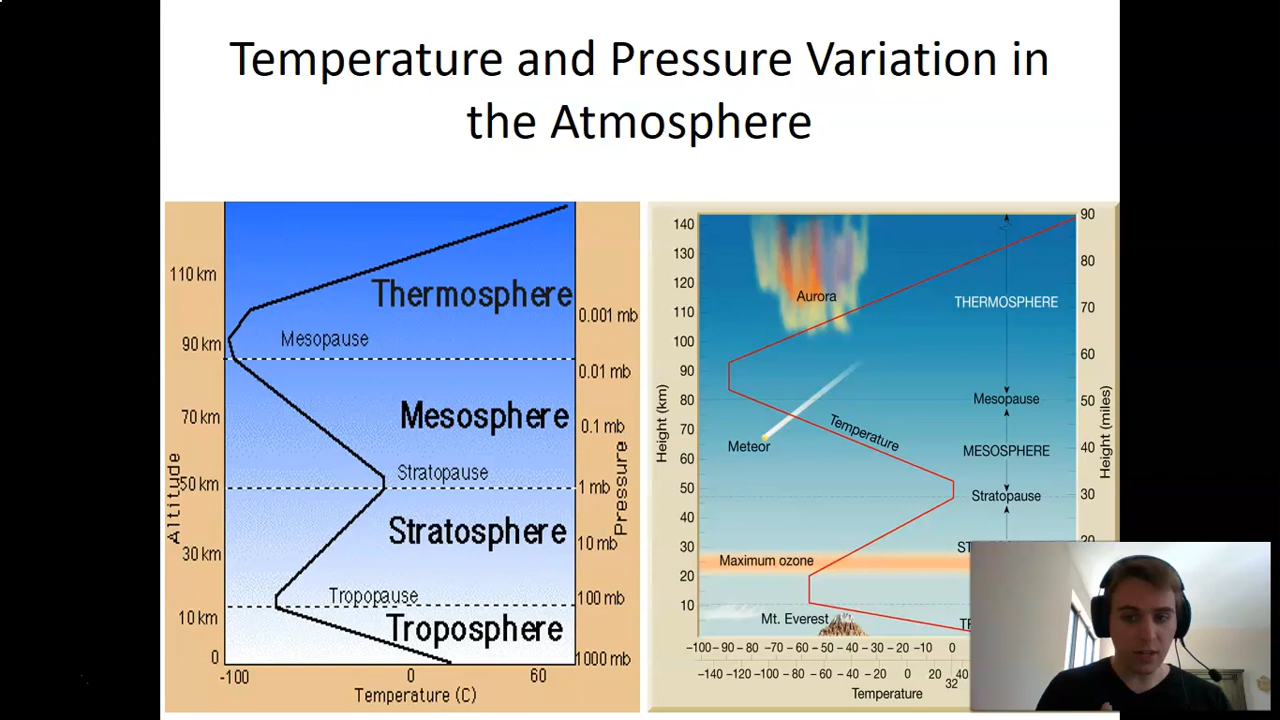 Temperature and Pressure Variation in
the Atmosphere
110 km
90 km
70 km
50 km
30 km
10 km
0
Altitude
Thermosphere
Mesopause
Mesosphere
Stratopause
Stratosphere
Tropopause
Troposphere
0.001 mb
0.01 mb
0.1 mb
1 mb
10 mb
100 mb
1000 mb
Pressure
-100 0 60
Temperature (C)
140
130
120
110
100
90
80
70
60
50
40
30
20
10
Height (km)
Aurora
Meteor
Temperature
Maximum ozone
Mt. Everest
THERMOSPHERE
Mesopause
MESOSPHERE
Stratopause
ST
TR
90
80
70
60
50
40
30
20
Height (miles)
-100 -90 -80 -70 -60 -50 -40 -30 -20 -10 0
-140 -120 -100 -80 -60 -40 -20 0 20 40
32
Temperature